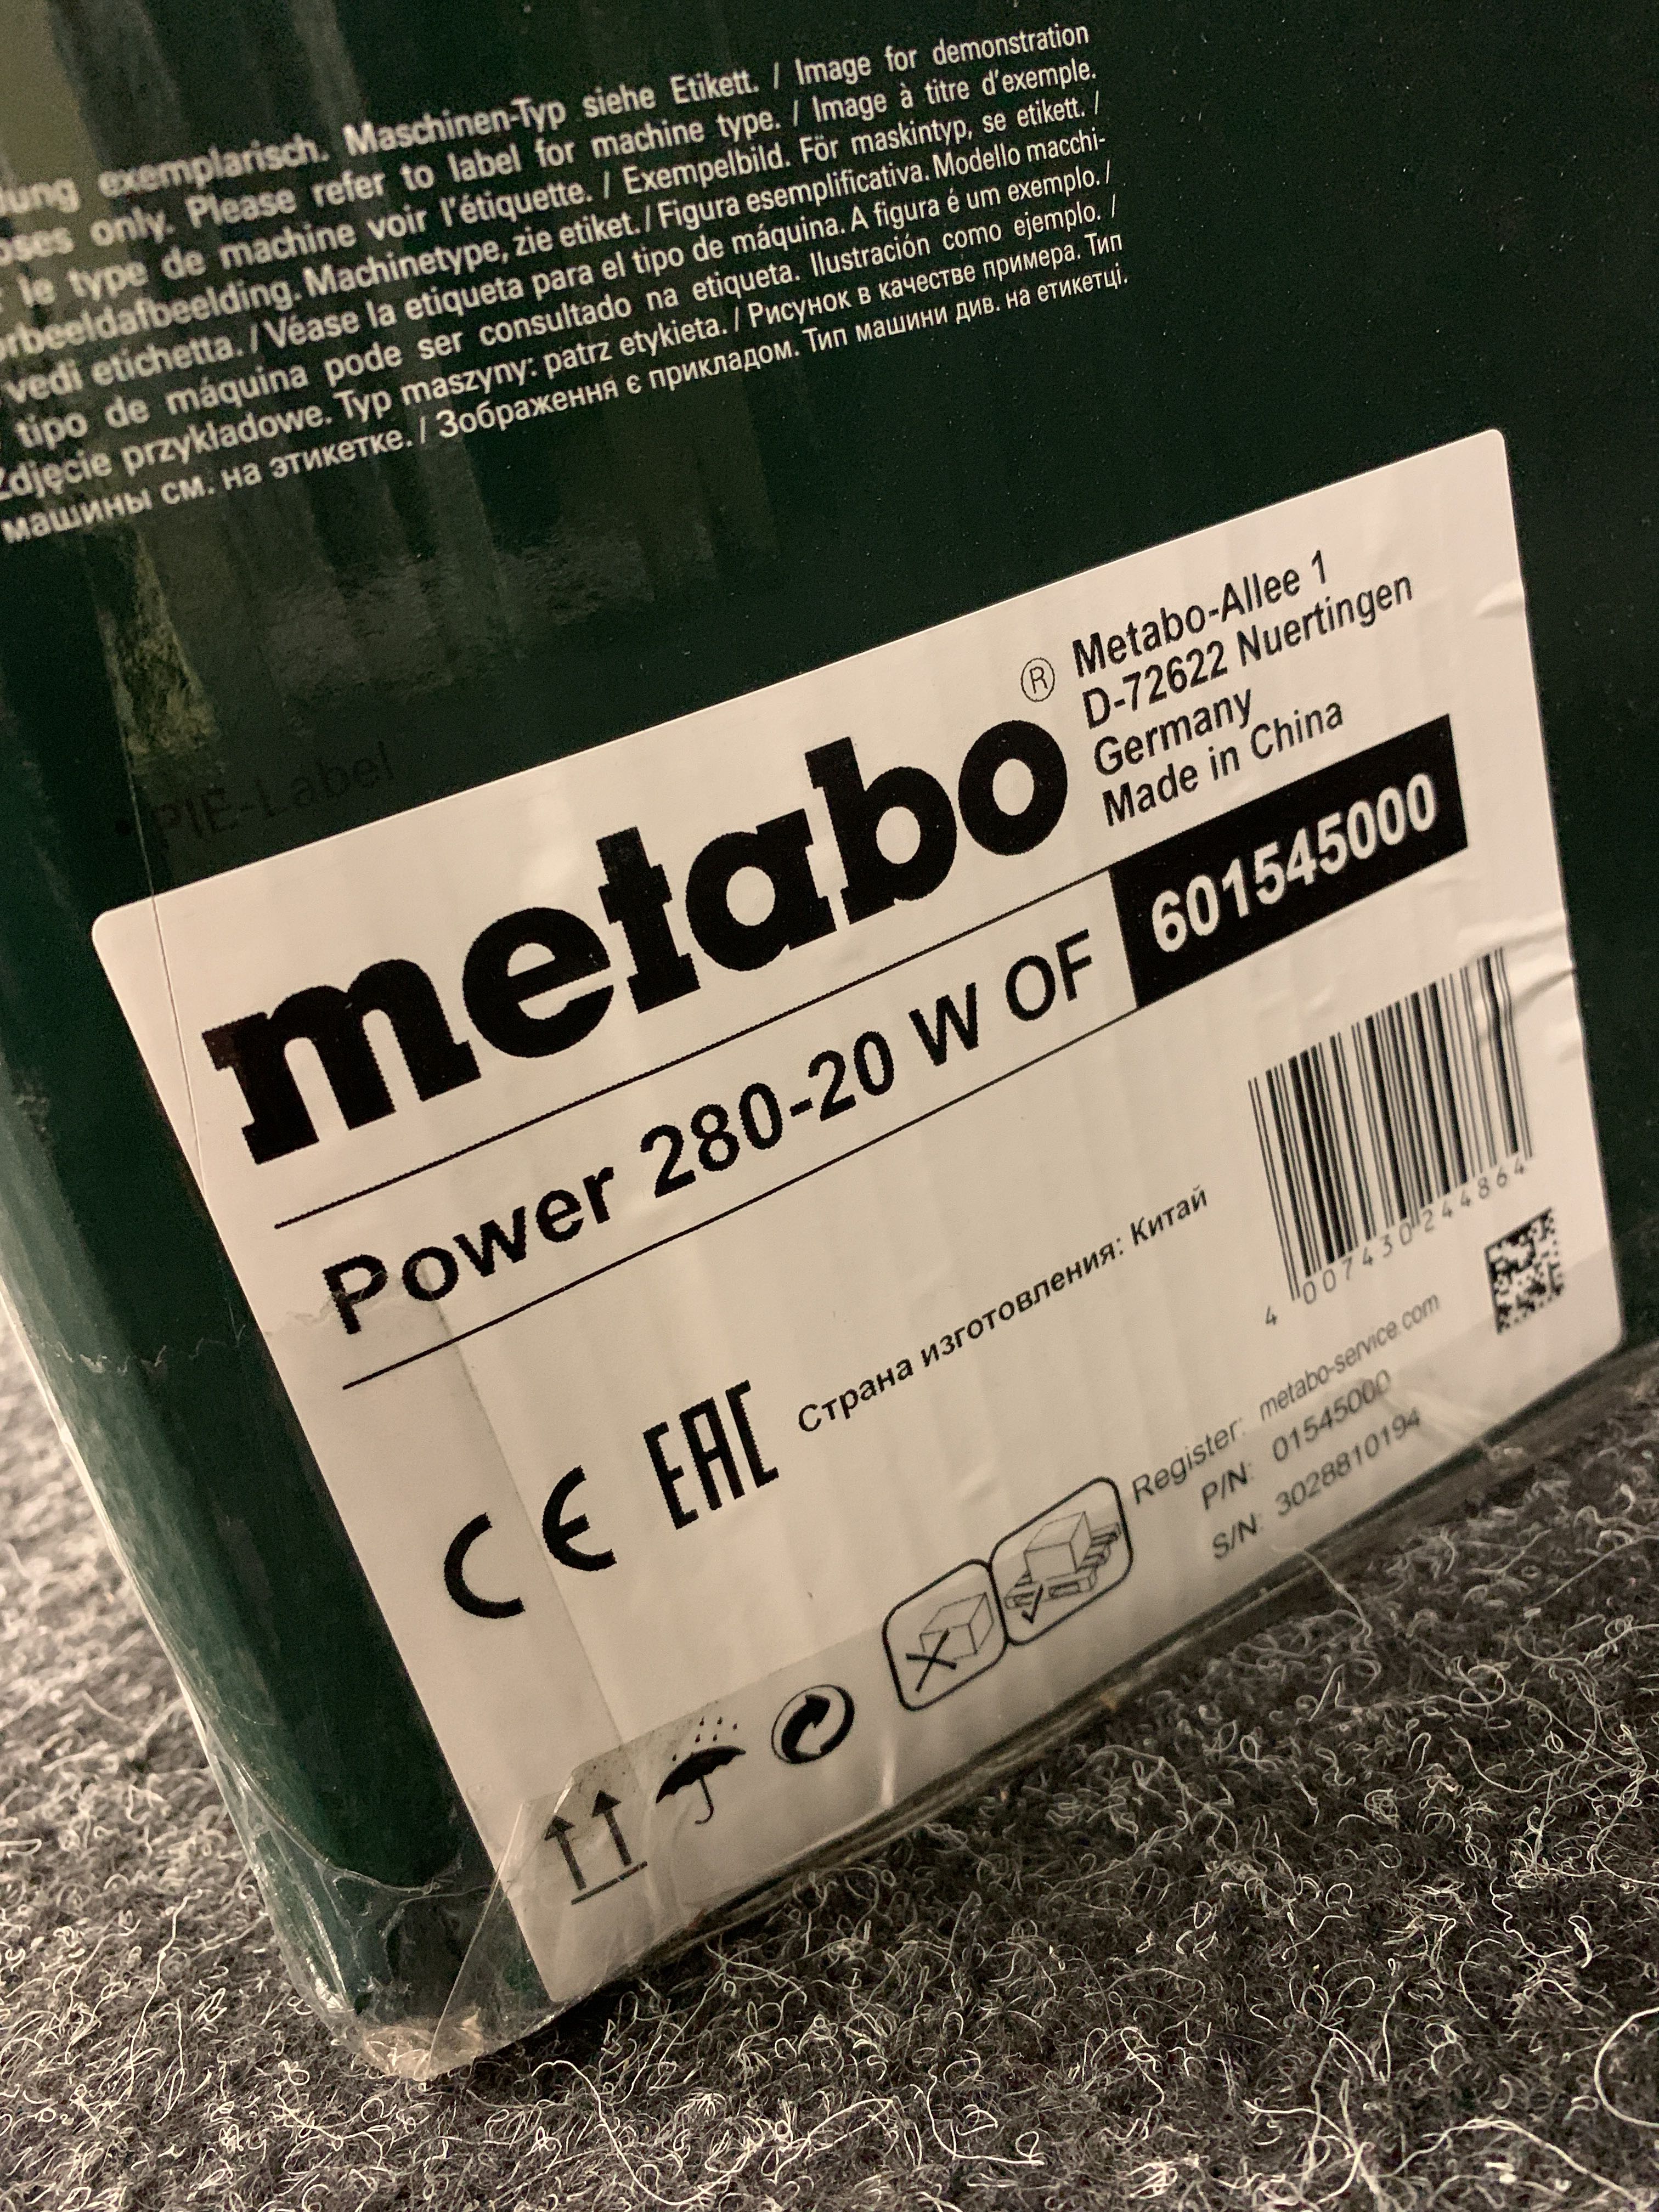 lung exemplarisch. Maschinen-Typ siehe Etikett. / Image for demonstration
oses only. Please refer to label for machine type. / Image à titre d'exemple.
le type de machine voir l'étiquette. / Exempelbild. För maskintyp, se etikett. /
orbeeldafbeelding. Machinetype, zie etiket. / Figura esemplificativa. Modello macchi-
vedi etichetta. / Véase la etiqueta para el tipo de máquina. A figura é um exemplo. /
tipo de máquina pode ser consultado na etiqueta. Ilustración como ejemplo. /
Zdjęcie przykładowe. Typ maszyny: patrz etykieta. / Рисунок в качестве примера. Тип
машины см. на этикетке. / Зображення є прикладом. Тип машини див. на етикетці.
• PIE-Label
metabo®
Metabo-Allee 1
D-72622 Nuertingen
Germany
Made in China
Power 280-20 W OF
601545000
4 007430 244864
CE EAC Страна изготовления: Китай
Register: metabo-service.com
P/N: 01545000
S/N: 3028810194